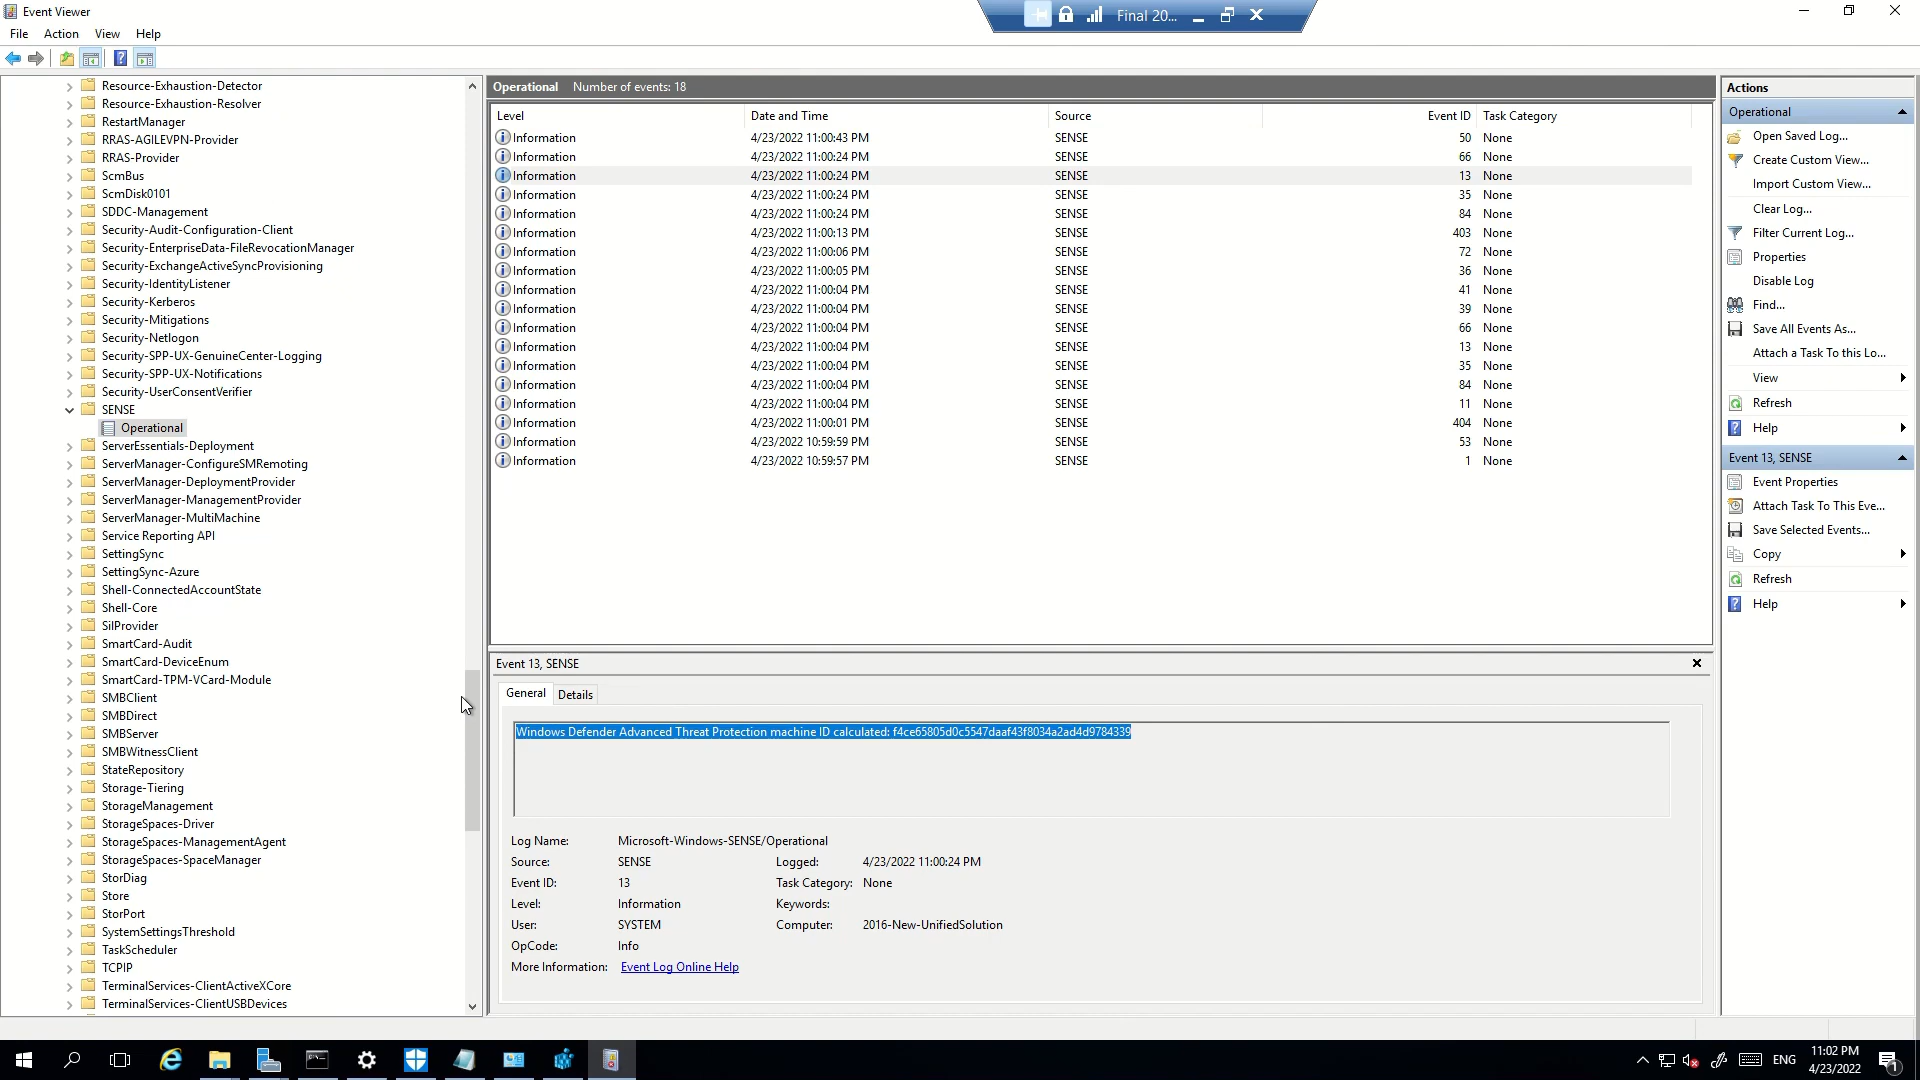 Event Viewer
Final 20...
File Action View Help
Resource-Exhaustion-Detector
Resource-Exhaustion-Resolver
RestartManager
RRAS-AGILEVPN-Provider
RRAS-Provider
ScmBus
ScmDisk0101
SDDC-Management
Security-Audit-Configuration-Client
Security-EnterpriseData-FileRevocationManager
Security-ExchangeActiveSyncProvisioning
Security-IdentityListener
Security-Kerberos
Security-Mitigations
Security-Netlogon
Security-SPP-UX-GenuineCenter-Logging
Security-SPP-UX-Notifications
Security-UserConsentVerifier
SENSE
Operational
ServerEssentials-Deployment
ServerManager-ConfigureSMRemoting
ServerManager-DeploymentProvider
ServerManager-ManagementProvider
ServerManager-MultiMachine
Service Reporting API
SettingSync
SettingSync-Azure
Shell-ConnectedAccountState
Shell-Core
SilProvider
SmartCard-Audit
SmartCard-DeviceEnum
SmartCard-TPM-VCard-Module
SMBClient
SMBDirect
SMBServer
SMBWitnessClient
StateRepository
Storage-Tiering
StorageManagement
StorageSpaces-Driver
StorageSpaces-ManagementAgent
StorageSpaces-SpaceManager
StorDiag
Store
StorPort
SystemSettingsThreshold
TaskScheduler
TCPIP
TerminalServices-ClientActiveXCore
TerminalServices-ClientUSBDevices
Operational Number of events: 18
Level Date and Time Source Event ID Task Category
Information 4/23/2022 11:00:43 PM SENSE 50 None
Information 4/23/2022 11:00:24 PM SENSE 66 None
Information 4/23/2022 11:00:24 PM SENSE 13 None
Information 4/23/2022 11:00:24 PM SENSE 35 None
Information 4/23/2022 11:00:24 PM SENSE 84 None
Information 4/23/2022 11:00:13 PM SENSE 403 None
Information 4/23/2022 11:00:06 PM SENSE 72 None
Information 4/23/2022 11:00:05 PM SENSE 36 None
Information 4/23/2022 11:00:04 PM SENSE 41 None
Information 4/23/2022 11:00:04 PM SENSE 39 None
Information 4/23/2022 11:00:04 PM SENSE 66 None
Information 4/23/2022 11:00:04 PM SENSE 13 None
Information 4/23/2022 11:00:04 PM SENSE 35 None
Information 4/23/2022 11:00:04 PM SENSE 84 None
Information 4/23/2022 11:00:04 PM SENSE 11 None
Information 4/23/2022 11:00:01 PM SENSE 404 None
Information 4/23/2022 10:59:59 PM SENSE 53 None
Information 4/23/2022 10:59:57 PM SENSE 1 None
Event 13, SENSE
General Details
Windows Defender Advanced Threat Protection machine ID calculated: f4ce65805d0c5547daaf43f8034a2ad4d9784339
Log Name: Microsoft-Windows-SENSE/Operational
Source: SENSE Logged: 4/23/2022 11:00:24 PM
Event ID: 13 Task Category: None
Level: Information Keywords:
User: SYSTEM Computer: 2016-New-UnifiedSolution
OpCode: Info
More Information: Event Log Online Help
Actions
Operational
Open Saved Log...
Create Custom View...
Import Custom View...
Clear Log...
Filter Current Log...
Properties
Disable Log
Find...
Save All Events As...
Attach a Task To this Lo...
View
Refresh
Help
Event 13, SENSE
Event Properties
Attach Task To This Eve...
Save Selected Events...
Copy
Refresh
Help
ENG
11:02 PM
4/23/2022
1